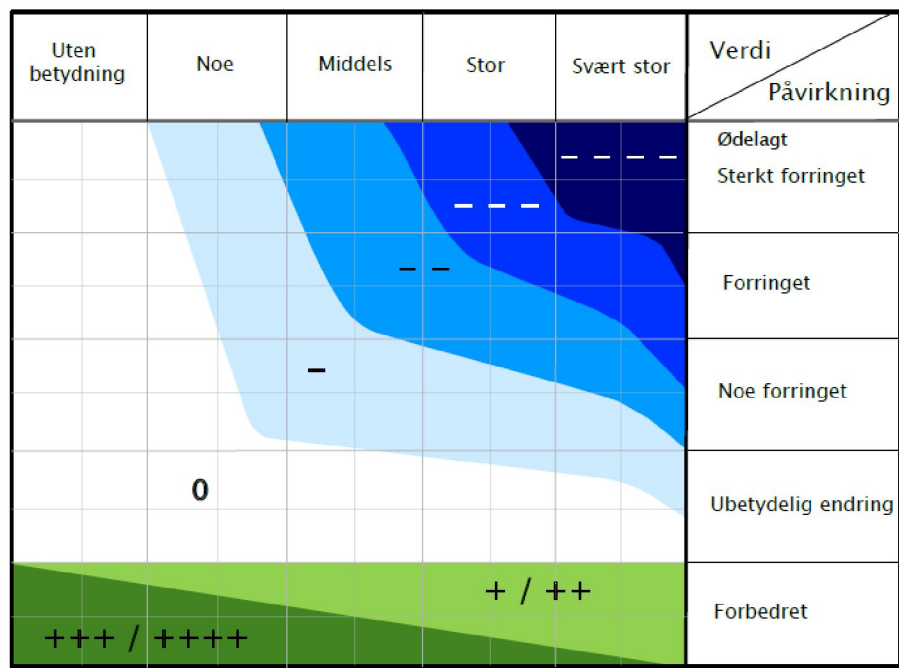 Uten
betydning
Noe
Middels
Stor
Svært stor
Verdi
Påvirkning
– – – –
Ødelagt
Sterkt forringet
– – –
– –
Forringet
–
Noe forringet
0
Ubetydelig endring
+ / ++
Forbedret
+++ / ++++